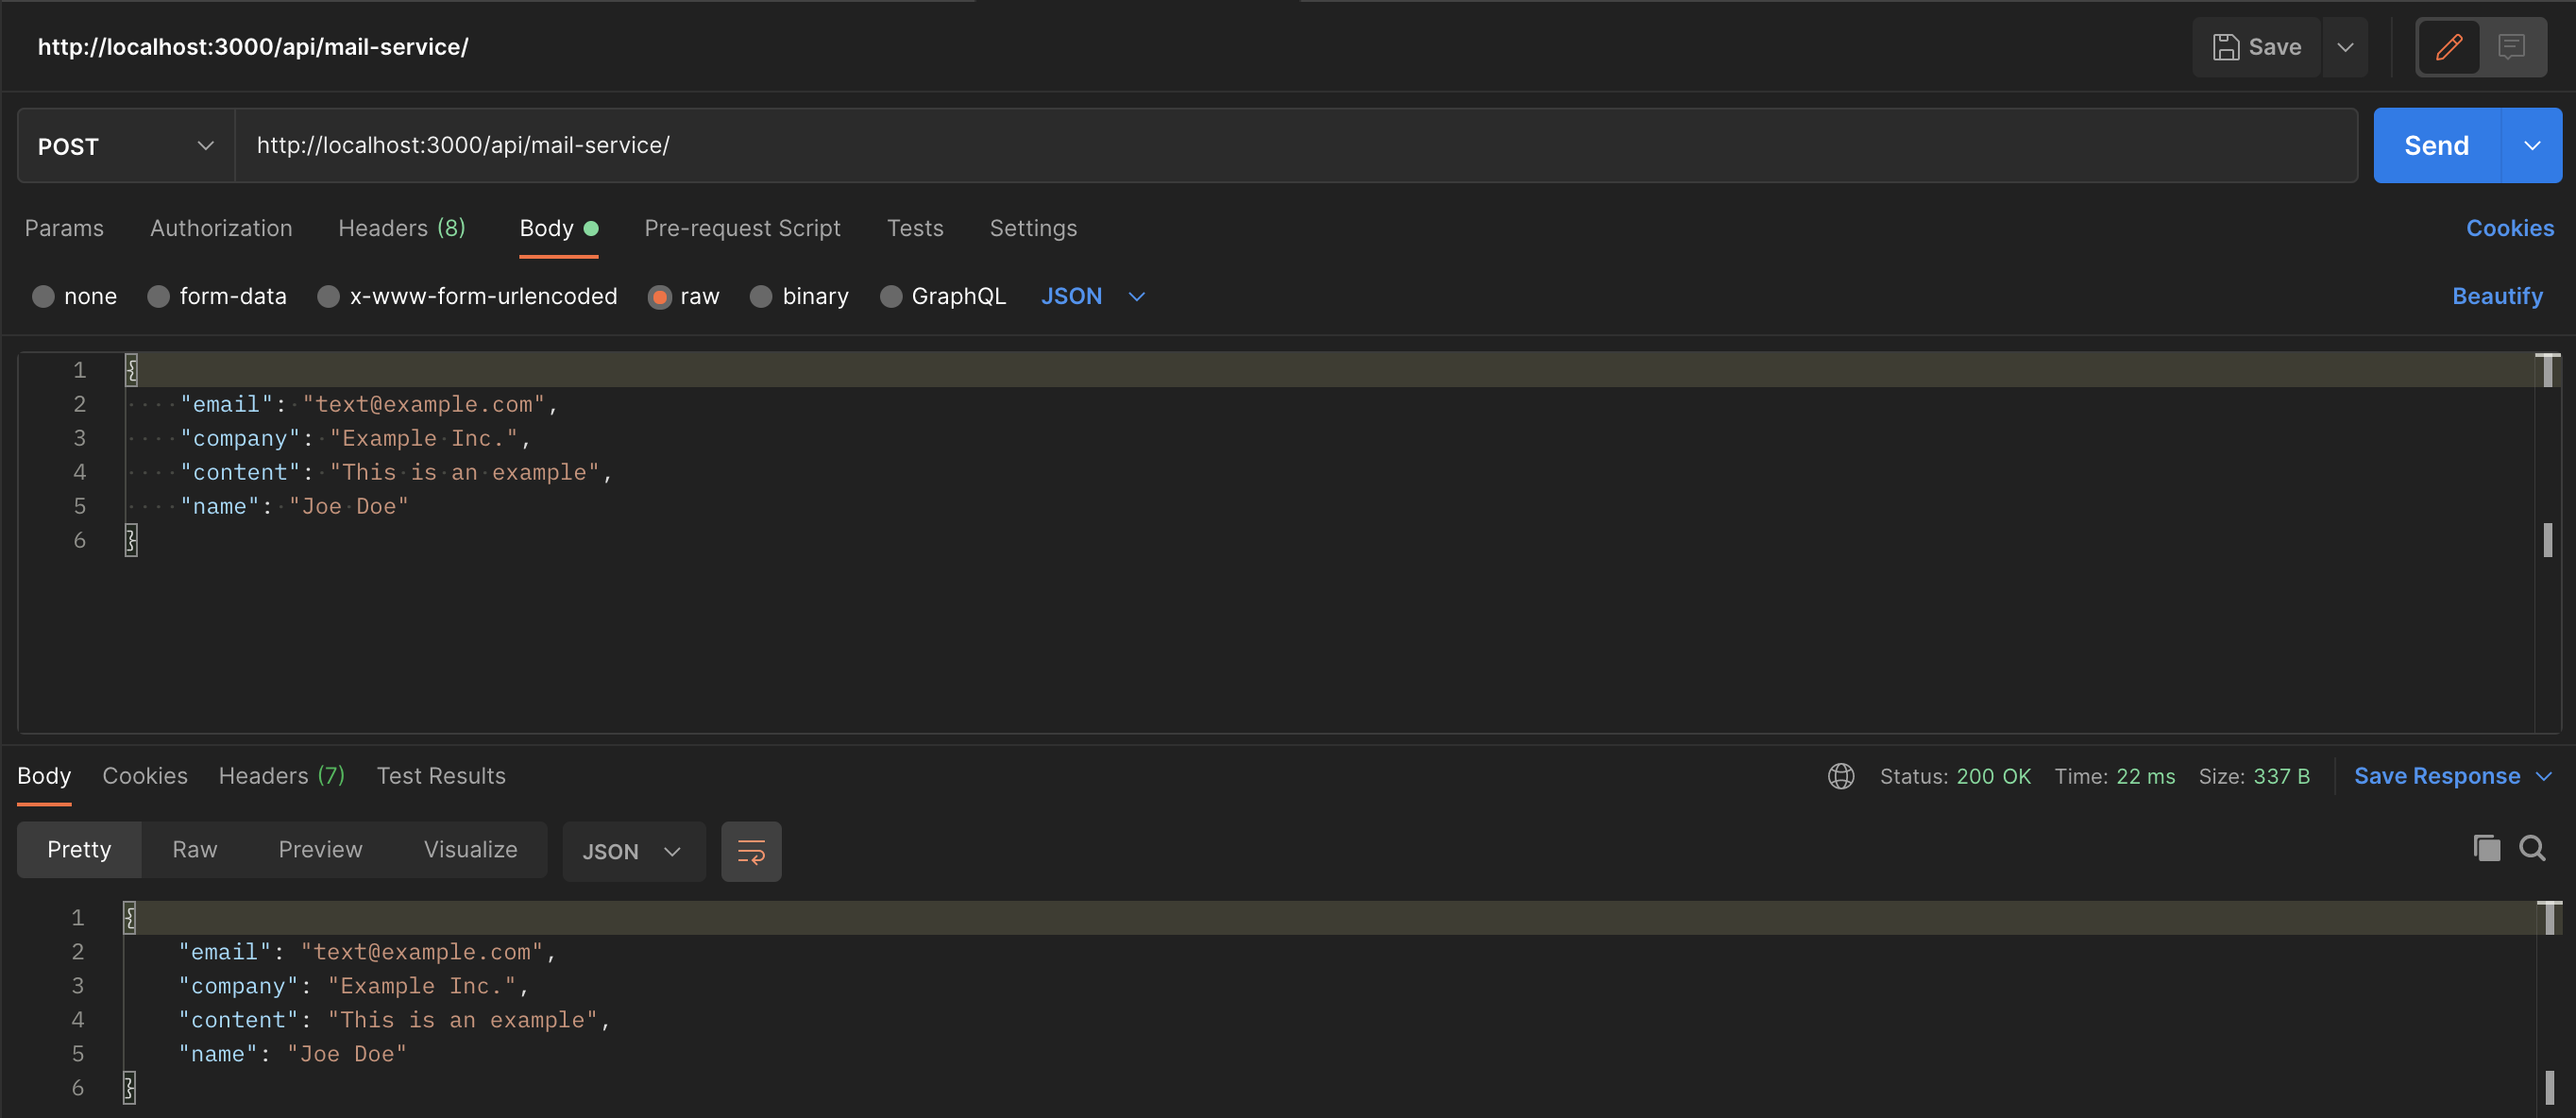 http://localhost:3000/api/mail-service/
Save
POST
http://localhost:3000/api/mail-service/
Send
Params Authorization Headers (8) Body Pre-request Script Tests Settings Cookies
none form-data x-www-form-urlencoded raw binary GraphQL JSON Beautify
1 {
2 "email": "text@example.com",
3 "company": "Example Inc.",
4 "content": "This is an example",
5 "name": "Joe Doe"
6 }
Body Cookies Headers (7) Test Results Status: 200 OK Time: 22 ms Size: 337 B Save Response
Pretty Raw Preview Visualize JSON
1 {
2 "email": "text@example.com",
3 "company": "Example Inc.",
4 "content": "This is an example",
5 "name": "Joe Doe"
6 }